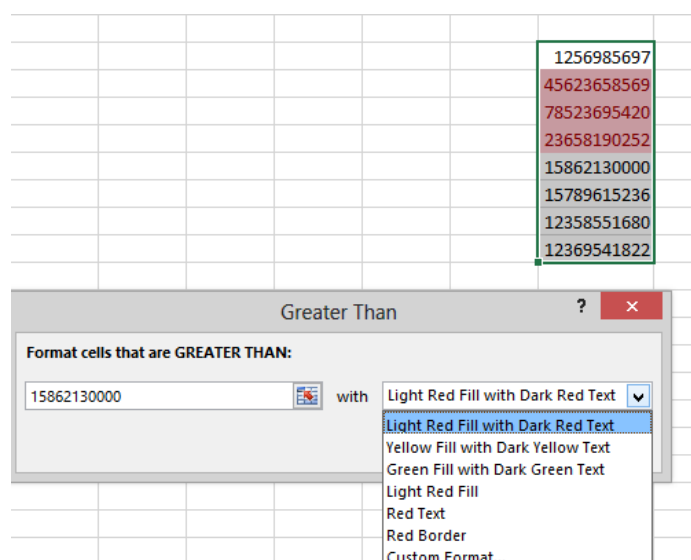 1256985697
45623658569
78523695420
23658190252
15862130000
15789615236
12358551680
12369541822
Greater Than ? ×
Format cells that are GREATER THAN:
15862130000 with Light Red Fill with Dark Red Text
Light Red Fill with Dark Red Text
Yellow Fill with Dark Yellow Text
Green Fill with Dark Green Text
Light Red Fill
Red Text
Red Border
Custom Format